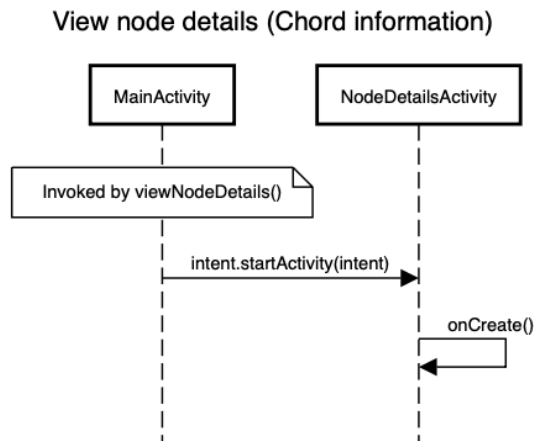 View node details (Chord information)
MainActivity
NodeDetailsActivity
Invoked by viewNodeDetails()
intent.startActivity(intent)
onCreate()